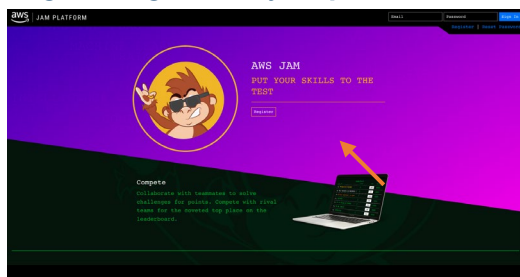 aws JAM PLATFORM
Email
Password
Sign In
Register | Reset Password
AWS JAM
PUT YOUR SKILLS TO THE
TEST
Register
Compete
Collaborate with teammates to solve
challenges for points. Compete with rival
teams for the coveted top place on the
leaderboard.